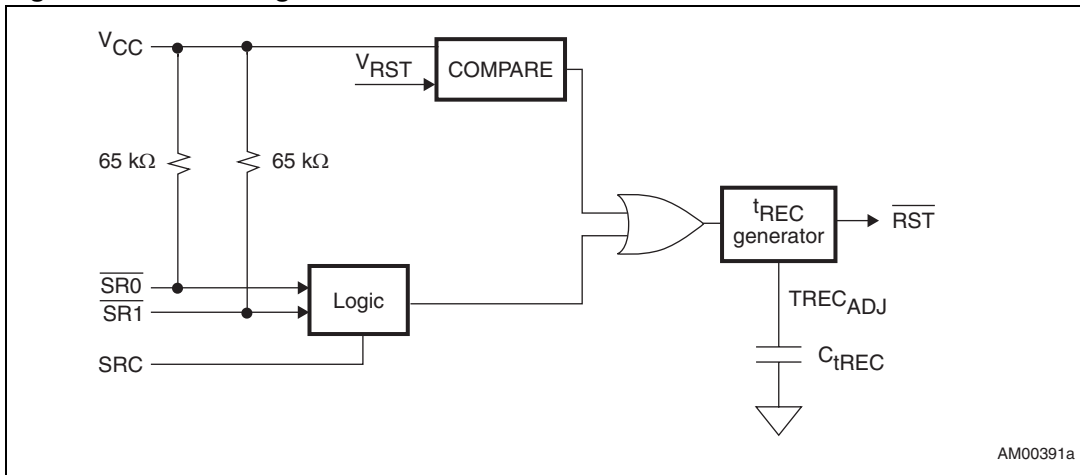 VCC
VRST
COMPARE
65 kΩ
65 kΩ
tREC
generator
RST
SR0
SR1
Logic
SRC
TRECADJ
CtREC
AM00391a